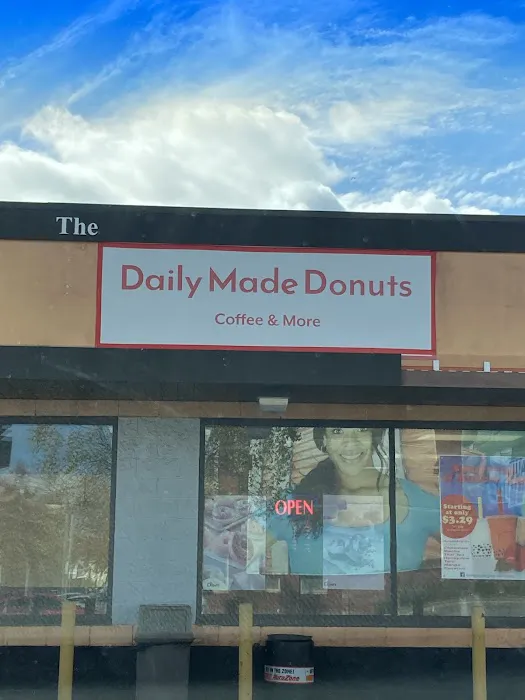 The
Daily Made Donuts
Coffee & More
OPEN
Starting
at only
$3.29